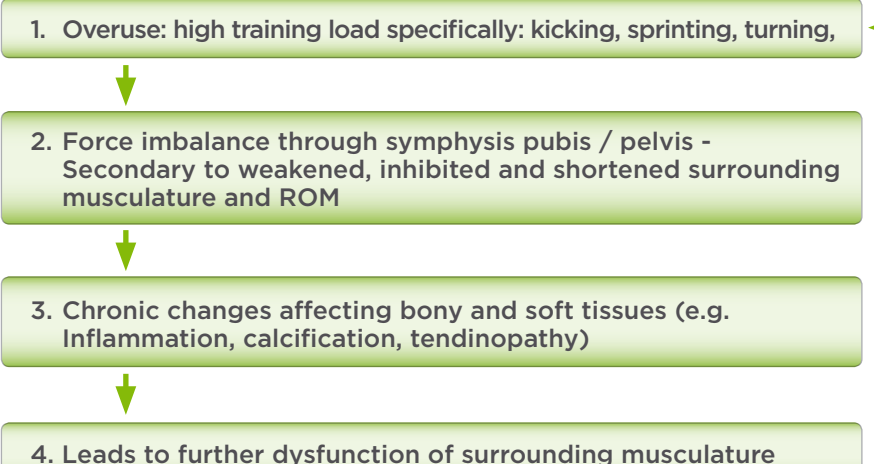 1. Overuse: high training load specifically: kicking, sprinting, turning,
2. Force imbalance through symphysis pubis / pelvis -
Secondary to weakened, inhibited and shortened surrounding
musculature and ROM
3. Chronic changes affecting bony and soft tissues (e.g.
Inflammation, calcification, tendinopathy)
4. Leads to further dysfunction of surrounding musculature